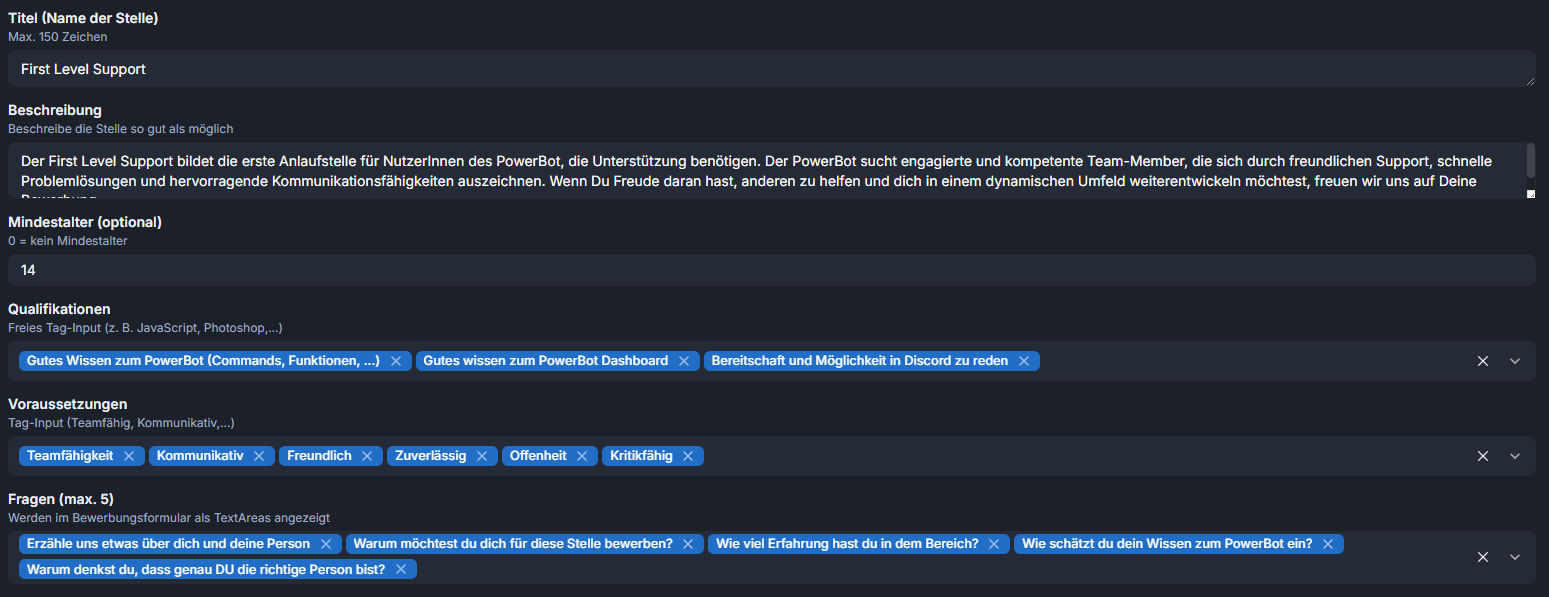 Titel (Name der Stelle)
Max. 150 Zeichen
First Level Support
Beschreibung
Beschreibe die Stelle so gut als möglich
Der First Level Support bildet die erste Anlaufstelle für NutzerInnen des PowerBot, die Unterstützung benötigen. Der PowerBot sucht engagierte und kompetente Team-Member, die sich durch freundlichen Support, schnelle
Problemlösungen und hervorragende Kommunikationsfähigkeiten auszeichnen. Wenn Du Freude daran hast, anderen zu helfen und dich in einem dynamischen Umfeld weiterentwickeln möchtest, freuen wir uns auf Deine
Mindestalter (optional)
0 = kein Mindestalter
14
Qualifikationen
Freies Tag-Input (z. B. JavaScript, Photoshop,...)
Gutes Wissen zum PowerBot (Commands, Funktionen, ...) Gutes wissen zum PowerBot Dashboard Bereitschaft und Möglichkeit in Discord zu reden
Voraussetzungen
Tag-Input (Teamfähig, Kommunikativ,...)
Teamfähigkeit Kommunikativ Freundlich Zuverlässig Offenheit Kritikfähig
Fragen (max. 5)
Werden im Bewerbungsformular als TextAreas angezeigt
Erzähle uns etwas über dich und deine Person Warum möchtest du dich für diese Stelle bewerben? Wie viel Erfahrung hast du in dem Bereich? Wie schätzt du dein Wissen zum PowerBot ein?
Warum denkst du, dass genau DU die richtige Person bist?